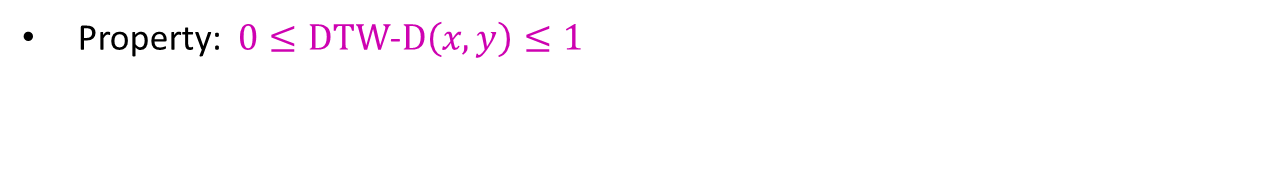 • Property: 0 ≤ DTW-D(x, y) ≤ 1